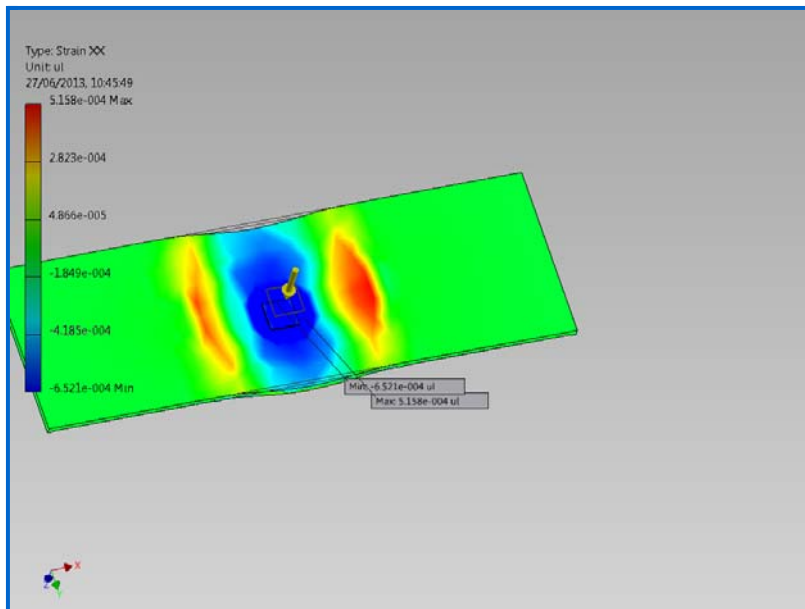 Type: Strain XX
Unit: ul
27/06/2013, 10:45:49
5.158e-004 Max
2.823e-004
4.866e-005
-1.849e-004
-4.185e-004
-6.521e-004 Min
Min: -6.521e-004 ul
Max: 5.158e-004 ul
X
Z
Y